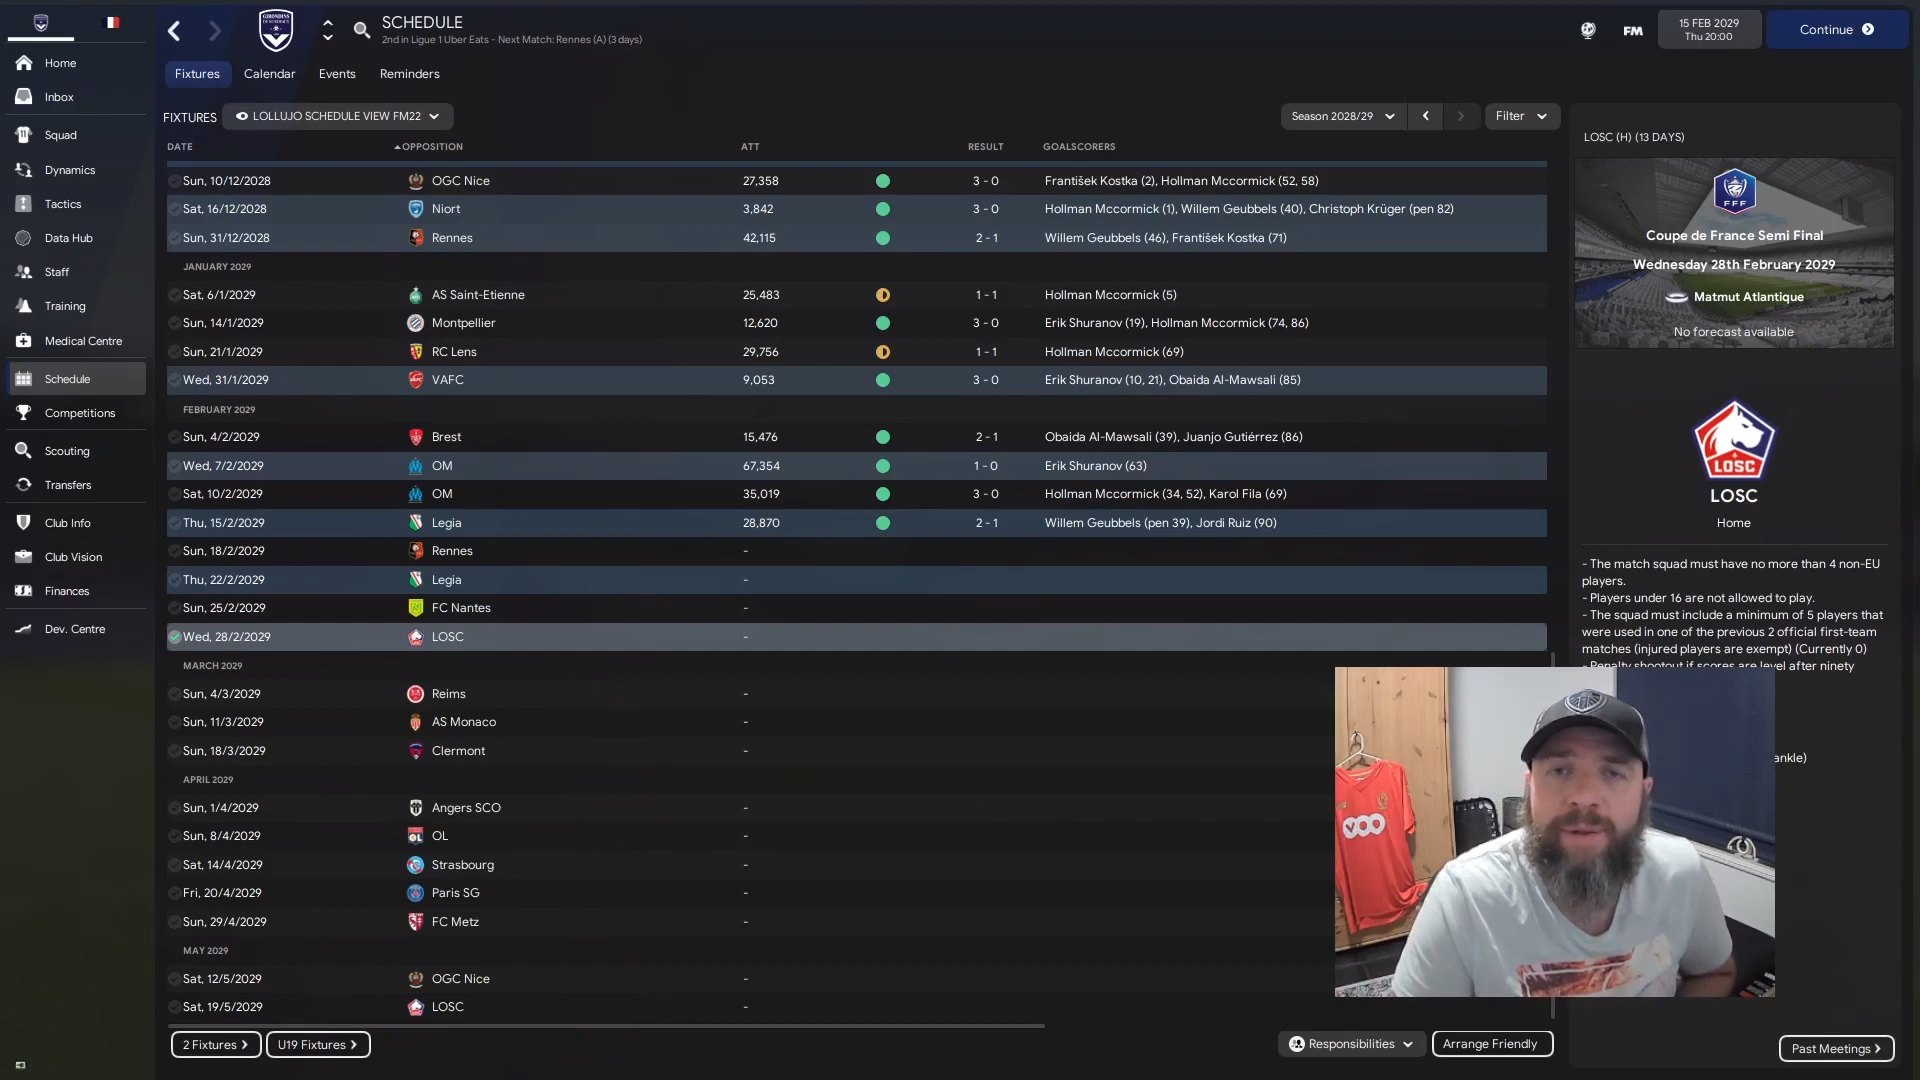 SCHEDULE
2nd in Ligue 1 Uber Eats - Next Match: Rennes (A) (3 days)
FM
15 FEB 2029
Thu 20:00
Continue
Home
Inbox
Squad
Dynamics
Tactics
Data Hub
Staff
Training
Medical Centre
Schedule
Competitions
Scouting
Transfers
Club Info
Club Vision
Finances
Dev. Centre
Fixtures Calendar Events Reminders
FIXTURES LOLLUJO SCHEDULE VIEW FM22
Season 2028/29 Filter
DATE OPPOSITION ATT RESULT GOALSCORERS
Sun, 10/12/2028 OGC Nice 27,358 3 - 0 František Kostka (2), Hollman Mccormick (52, 58)
Sat, 16/12/2028 Niort 3,842 3 - 0 Hollman Mccormick (1), Willem Geubbels (40), Christoph Krüger (pen 82)
Sun, 31/12/2028 Rennes 42,115 2 - 1 Willem Geubbels (46), František Kostka (71)
JANUARY 2029
Sat, 6/1/2029 AS Saint-Etienne 25,483 1 - 1 Hollman Mccormick (5)
Sun, 14/1/2029 Montpellier 12,620 3 - 0 Erik Shuranov (19), Hollman Mccormick (74, 86)
Sun, 21/1/2029 RC Lens 29,756 1 - 1 Hollman Mccormick (69)
Wed, 31/1/2029 VAFC 9,053 3 - 0 Erik Shuranov (10, 21), Obaida Al-Mawsali (85)
FEBRUARY 2029
Sun, 4/2/2029 Brest 15,476 2 - 1 Obaida Al-Mawsali (39), Juanjo Gutiérrez (86)
Wed, 7/2/2029 OM 67,354 1 - 0 Erik Shuranov (63)
Sat, 10/2/2029 OM 35,019 3 - 0 Hollman Mccormick (34, 52), Karol Fila (69)
Thu, 15/2/2029 Legia 28,870 2 - 1 Willem Geubbels (pen 39), Jordi Ruiz (90)
Sun, 18/2/2029 Rennes -
Thu, 22/2/2029 Legia -
Sun, 25/2/2029 FC Nantes -
Wed, 28/2/2029 LOSC -
MARCH 2029
Sun, 4/3/2029 Reims -
Sun, 11/3/2029 AS Monaco -
Sun, 18/3/2029 Clermont -
APRIL 2029
Sun, 1/4/2029 Angers SCO -
Sun, 8/4/2029 OL -
Sat, 14/4/2029 Strasbourg -
Fri, 20/4/2029 Paris SG -
Sun, 29/4/2029 FC Metz -
MAY 2029
Sat, 12/5/2029 OGC Nice -
Sat, 19/5/2029 LOSC -
2 Fixtures U19 Fixtures
Responsibilities Arrange Friendly
LOSC (H) (13 DAYS)
FFF
Coupe de France Semi Final
Wednesday 28th February 2029
Matmut Atlantique
No forecast available
LOSC
LOSC
Home
- The match squad must have no more than 4 non-EU
players.
- Players under 16 are not allowed to play.
- The squad must include a minimum of 5 players that
were used in one of the previous 2 official first-team
matches (injured players are exempt) (Currently 0)
- Penalty shootout if scores are level after ninety
ankle)
VOO
Past Meetings